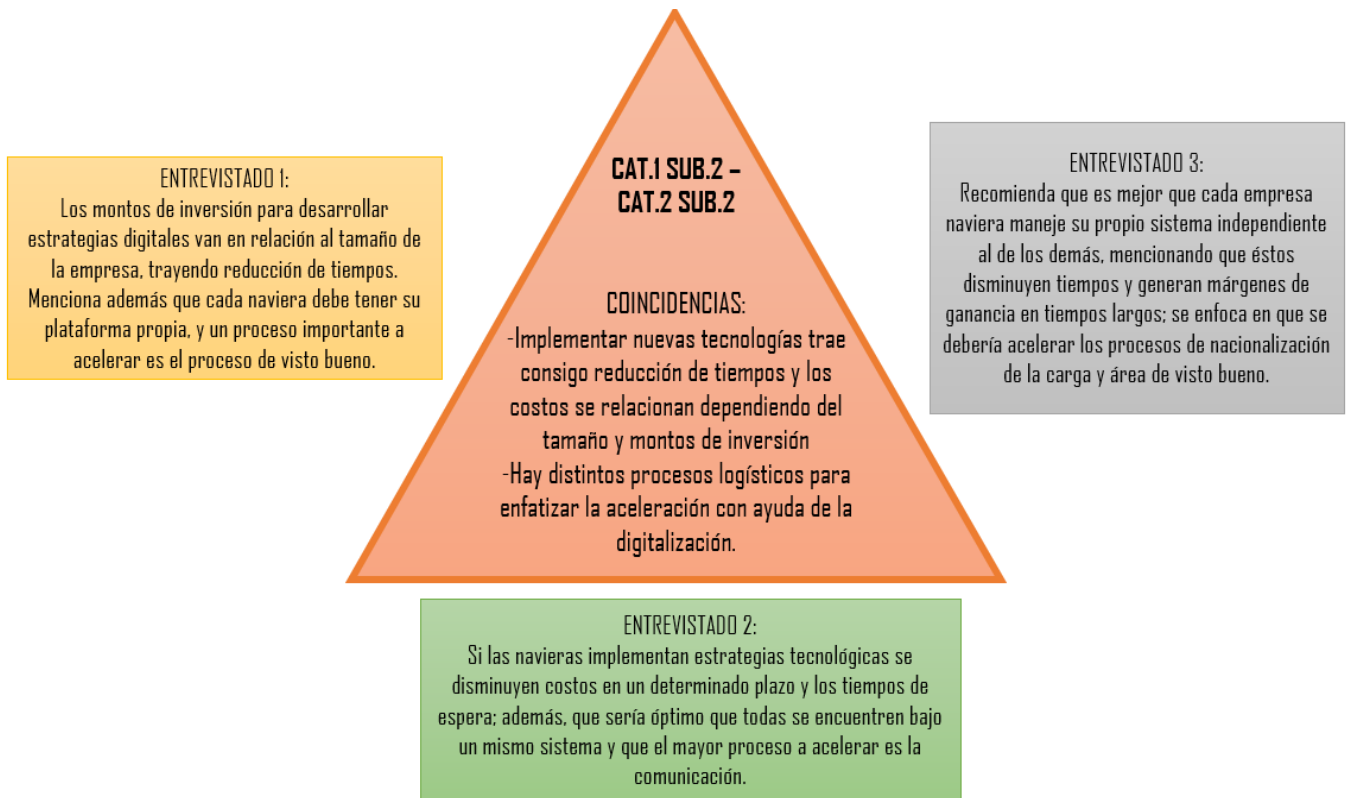 CAT.1 SUB.2 –
CAT.2 SUB.2
COINCIDENCIAS:
-Implementar nuevas tecnologías trae
consigo reducción de tiempos y los
costos se relacionan dependiendo del
tamaño y montos de inversión
-Hay distintos procesos logísticos para
enfatizar la aceleración con ayuda de la
digitalización.
ENTREVISTADO 1:
Los montos de inversión para desarrollar
estrategias digitales van en relación al tamaño de
la empresa, trayendo reducción de tiempos.
Menciona además que cada naviera debe tener su
plataforma propia, y un proceso importante a
acelerar es el proceso de visto bueno.
ENTREVISTADO 3:
Recomienda que es mejor que cada empresa
naviera maneje su propio sistema independiente
al de los demás, mencionando que éstos
disminuyen tiempos y generan márgenes de
ganancia en tiempos largos; se enfoca en que se
debería acelerar los procesos de nacionalización
de la carga y área de visto bueno.
ENTREVISTADO 2:
Si las navieras implementan estrategias tecnológicas se
disminuyen costos en un determinado plazo y los tiempos de
espera; además, que sería óptimo que todas se encuentren bajo
un mismo sistema y que el mayor proceso a acelerar es la
comunicación.